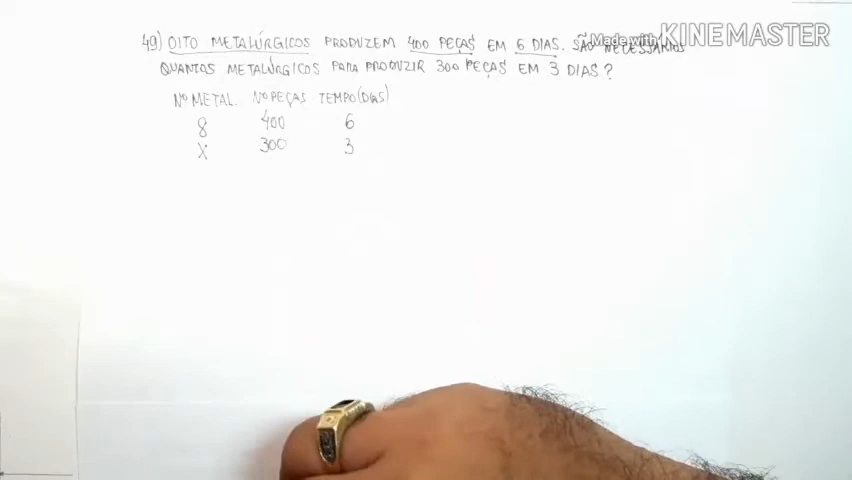 49) OITO METALÚRGICOS PRODUZEM 400 PEÇAS EM 6 DIAS. SÃO NECESSÁRIOS
Made with KINEMASTER
QUANTOS METALÚRGICOS PARA PRODUZIR 300 PEÇAS EM 3 DIAS?
Nº METAL. Nº PEÇAS TEMPO(DIAS)
8 400 6
X 300 3